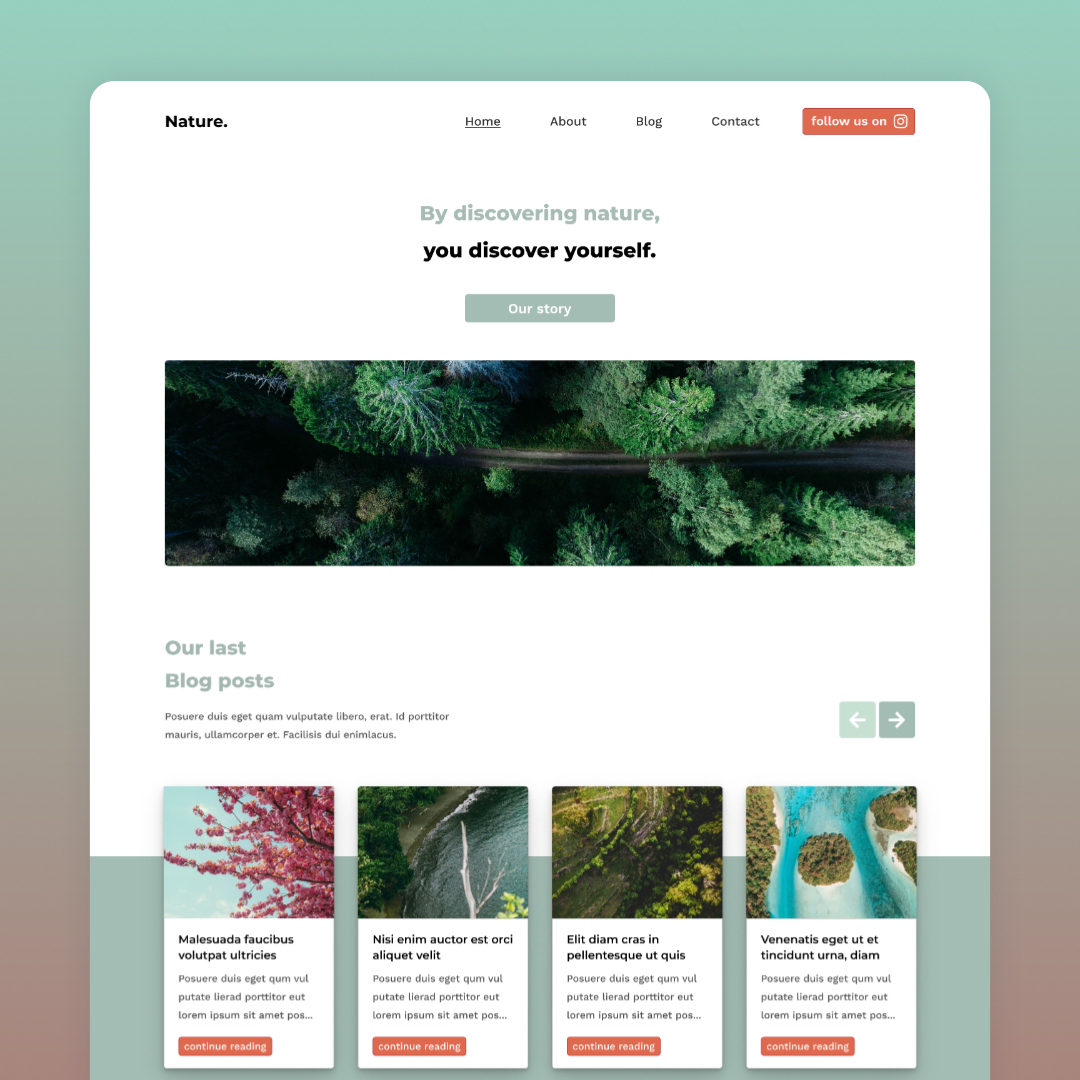 Nature.
Home
About
Blog
Contact
follow us on
By discovering nature,
you discover yourself.
Our story
Our last
Blog posts
Posuere duis eget quam vulputate libero, erat. Id porttitor
mauris, ullamcorper et. Facilisis dui enimlacus.
Malesuada faucibus
volutpat ultricies
Posuere duis eget qum vul
putate lierad porttitor eut
lorem ipsum sit amet pos...
continue reading
Nisi enim auctor est orci
aliquet velit
Posuere duis eget qum vul
putate lierad porttitor eut
lorem ipsum sit amet pos...
continue reading
Elit diam cras in
pellentesque ut quis
Posuere duis eget qum vul
putate lierad porttitor eut
lorem ipsum sit amet pos...
continue reading
Venenatis eget ut et
tincidunt urna, diam
Posuere duis eget qum vul
putate lierad porttitor eut
lorem ipsum sit amet pos...
continue reading